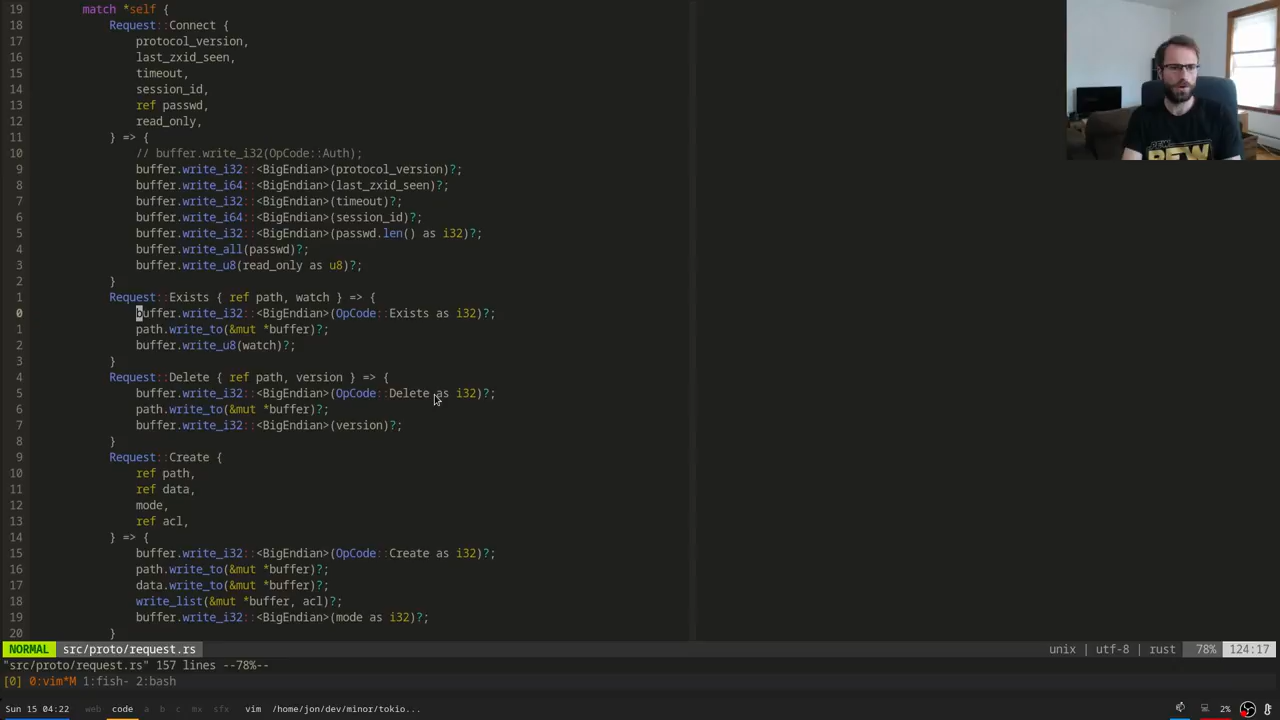 19 match *self {
18 Request::Connect {
17 protocol_version,
16 last_zxid_seen,
15 timeout,
14 session_id,
13 ref passwd,
12 read_only,
11 } => {
10 // buffer.write_i32(OpCode::Auth);
9 buffer.write_i32::<BigEndian>(protocol_version)?;
8 buffer.write_i64::<BigEndian>(last_zxid_seen)?;
7 buffer.write_i32::<BigEndian>(timeout)?;
6 buffer.write_i64::<BigEndian>(session_id)?;
5 buffer.write_i32::<BigEndian>(passwd.len() as i32)?;
4 buffer.write_all(passwd)?;
3 buffer.write_u8(read_only as u8)?;
2 }
1 Request::Exists { ref path, watch } => {
0 buffer.write_i32::<BigEndian>(OpCode::Exists as i32)?;
1 path.write_to(&mut *buffer)?;
2 buffer.write_u8(watch)?;
3 }
4 Request::Delete { ref path, version } => {
5 buffer.write_i32::<BigEndian>(OpCode::Delete as i32)?;
6 path.write_to(&mut *buffer)?;
7 buffer.write_i32::<BigEndian>(version)?;
8 }
9 Request::Create {
10 ref path,
11 ref data,
12 mode,
13 ref acl,
14 } => {
15 buffer.write_i32::<BigEndian>(OpCode::Create as i32)?;
16 path.write_to(&mut *buffer)?;
17 data.write_to(&mut *buffer)?;
18 write_list(&mut *buffer, acl)?;
19 buffer.write_i32::<BigEndian>(mode as i32)?;
20 }
NORMAL src/proto/request.rs unix | utf-8 | rust 78% 124:17
"src/proto/request.rs" 157 lines --78%--
[0] 0:vim*M 1:fish- 2:bash
Sun 15 04:22 web code a b c mx sfx vim /home/jon/dev/minor/tokio... 2%